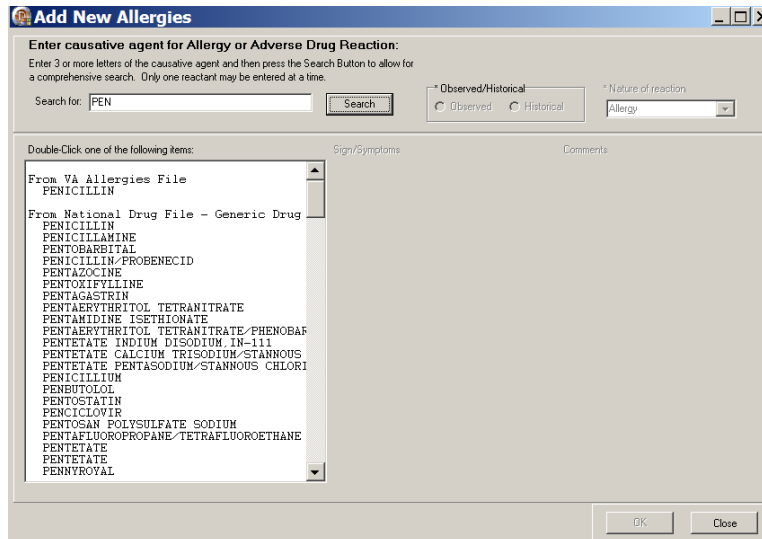 Add New Allergies
Enter causative agent for Allergy or Adverse Drug Reaction:
Enter 3 or more letters of the causative agent and then press the Search Button to allow for
a comprehensive search. Only one reactant may be entered at a time.
Search for: PEN
Search
* Observed/Historical
Observed Historical
* Nature of reaction
Allergy
Double-Click one of the following items:
Sign/Symptoms
Comments
From VA Allergies File
PENICILLIN
From National Drug File - Generic Drug
PENICILLIN
PENICILLAMINE
PENTOBARBITAL
PENICILLIN/PROBENECID
PENTAZOCINE
PENTOXIFYLLINE
PENTAGASTRIN
PENTAERYTHRITOL TETRANITRATE
PENTAMIDINE ISETHIONATE
PENTAERYTHRITOL TETRANITRATE/PHENOBAR
PENTETATE INDIUM DISODIUM,IN-111
PENTETATE CALCIUM TRISODIUM/STANNOUS
PENTETATE PENTASODIUM/STANNOUS CHLORI
PENICILLIUM
PENBUTOLOL
PENTOSTATIN
PENCICLOVIR
PENTOSAN POLYSULFATE SODIUM
PENTAFLUOROPROPANE/TETRAFLUOROETHANE
PENTETATE
PENTETATE
PENNYROYAL
OK
Close